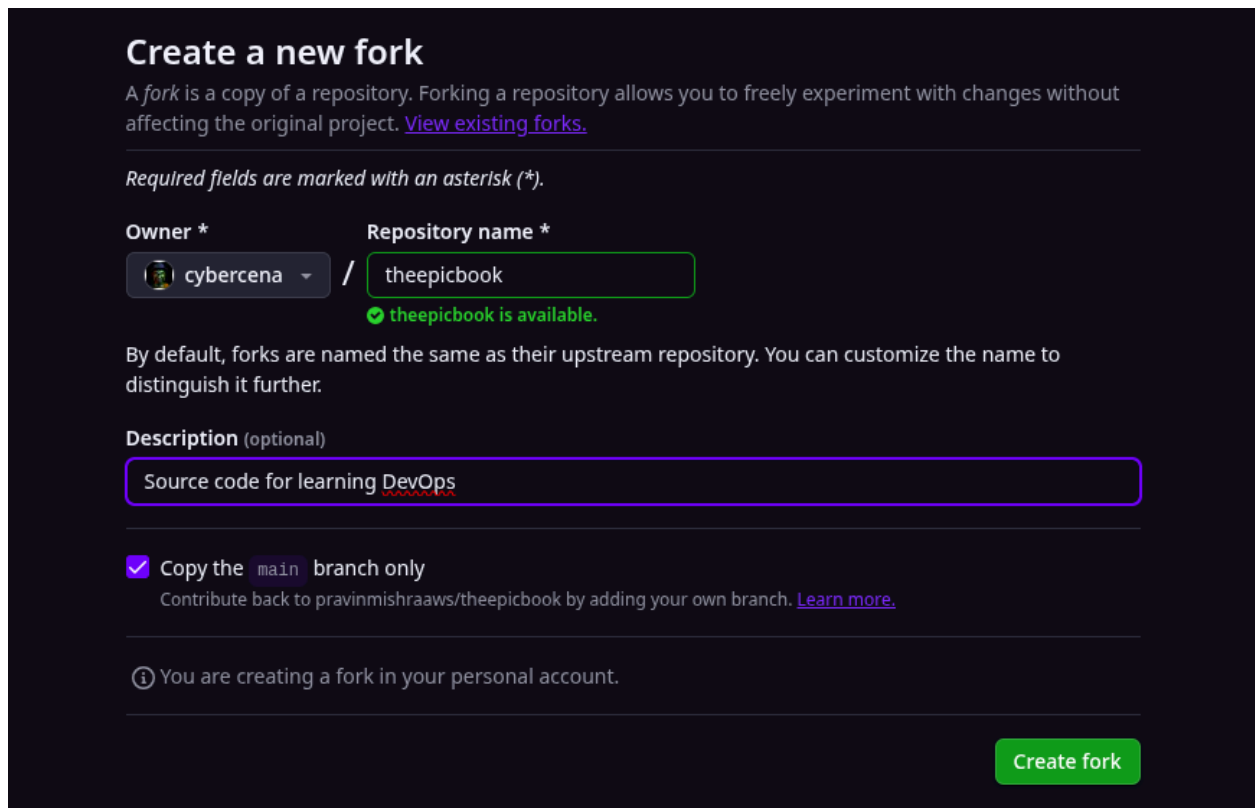 Create a new fork
A fork is a copy of a repository. Forking a repository allows you to freely experiment with changes without
affecting the original project. View existing forks.
Required fields are marked with an asterisk (*).
Owner * Repository name *
cybercena / theepicbook
theepicbook is available.
By default, forks are named the same as their upstream repository. You can customize the name to
distinguish it further.
Description (optional)
Source code for learning DevOps
Copy the main branch only
Contribute back to pravinmishraaws/theepicbook by adding your own branch. Learn more.
You are creating a fork in your personal account.
Create fork